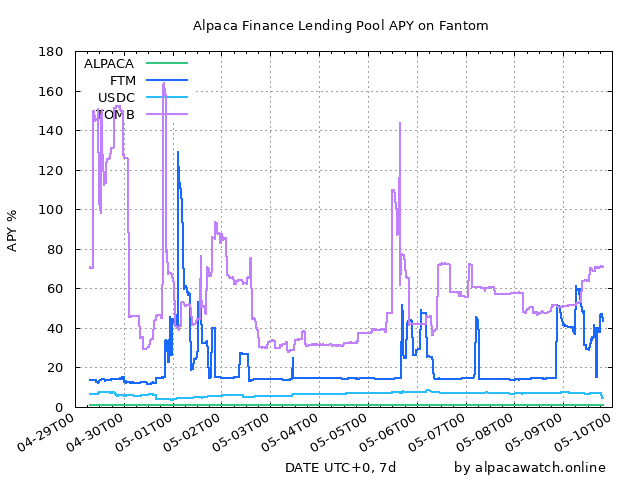 Alpaca Finance Lending Pool APY on Fantom
APY %
180
160
140
120
100
80
60
40
20
0
ALPACA
FTM
USDC
TOMB
04-29T00
04-30T00
05-01T00
05-02T00
05-03T00
05-04T00
05-05T00
05-06T00
05-07T00
05-08T00
05-09T00
05-10T00
DATE UTC+0, 7d
by alpacawatch.online